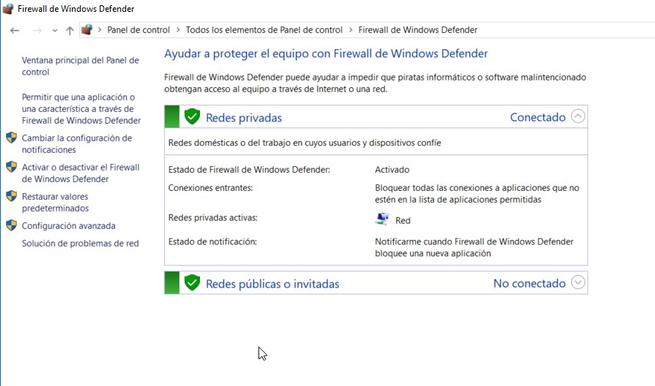 Firewall de Windows Defender
Panel de control > Todos los elementos de Panel de control > Firewall de Windows Defender
Ventana principal del Panel de
control
Permitir que una aplicación o
una característica a través de
Firewall de Windows Defender
Cambiar la configuración de
notificaciones
Activar o desactivar el Firewall
de Windows Defender
Restaurar valores
predeterminados
Configuración avanzada
Solución de problemas de red
Ayudar a proteger el equipo con Firewall de Windows Defender
Firewall de Windows Defender puede ayudar a impedir que piratas informáticos o software malintencionado
obtengan acceso al equipo a través de Internet o una red.
Redes privadas Conectado
Redes domésticas o del trabajo en cuyos usuarios y dispositivos confíe
Estado de Firewall de Windows Defender: Activado
Conexiones entrantes: Bloquear todas las conexiones a aplicaciones que no
estén en la lista de aplicaciones permitidas
Redes privadas activas: Red
Estado de notificación: Notificarme cuando Firewall de Windows Defender
bloquee una nueva aplicación
Redes públicas o invitadas No conectado